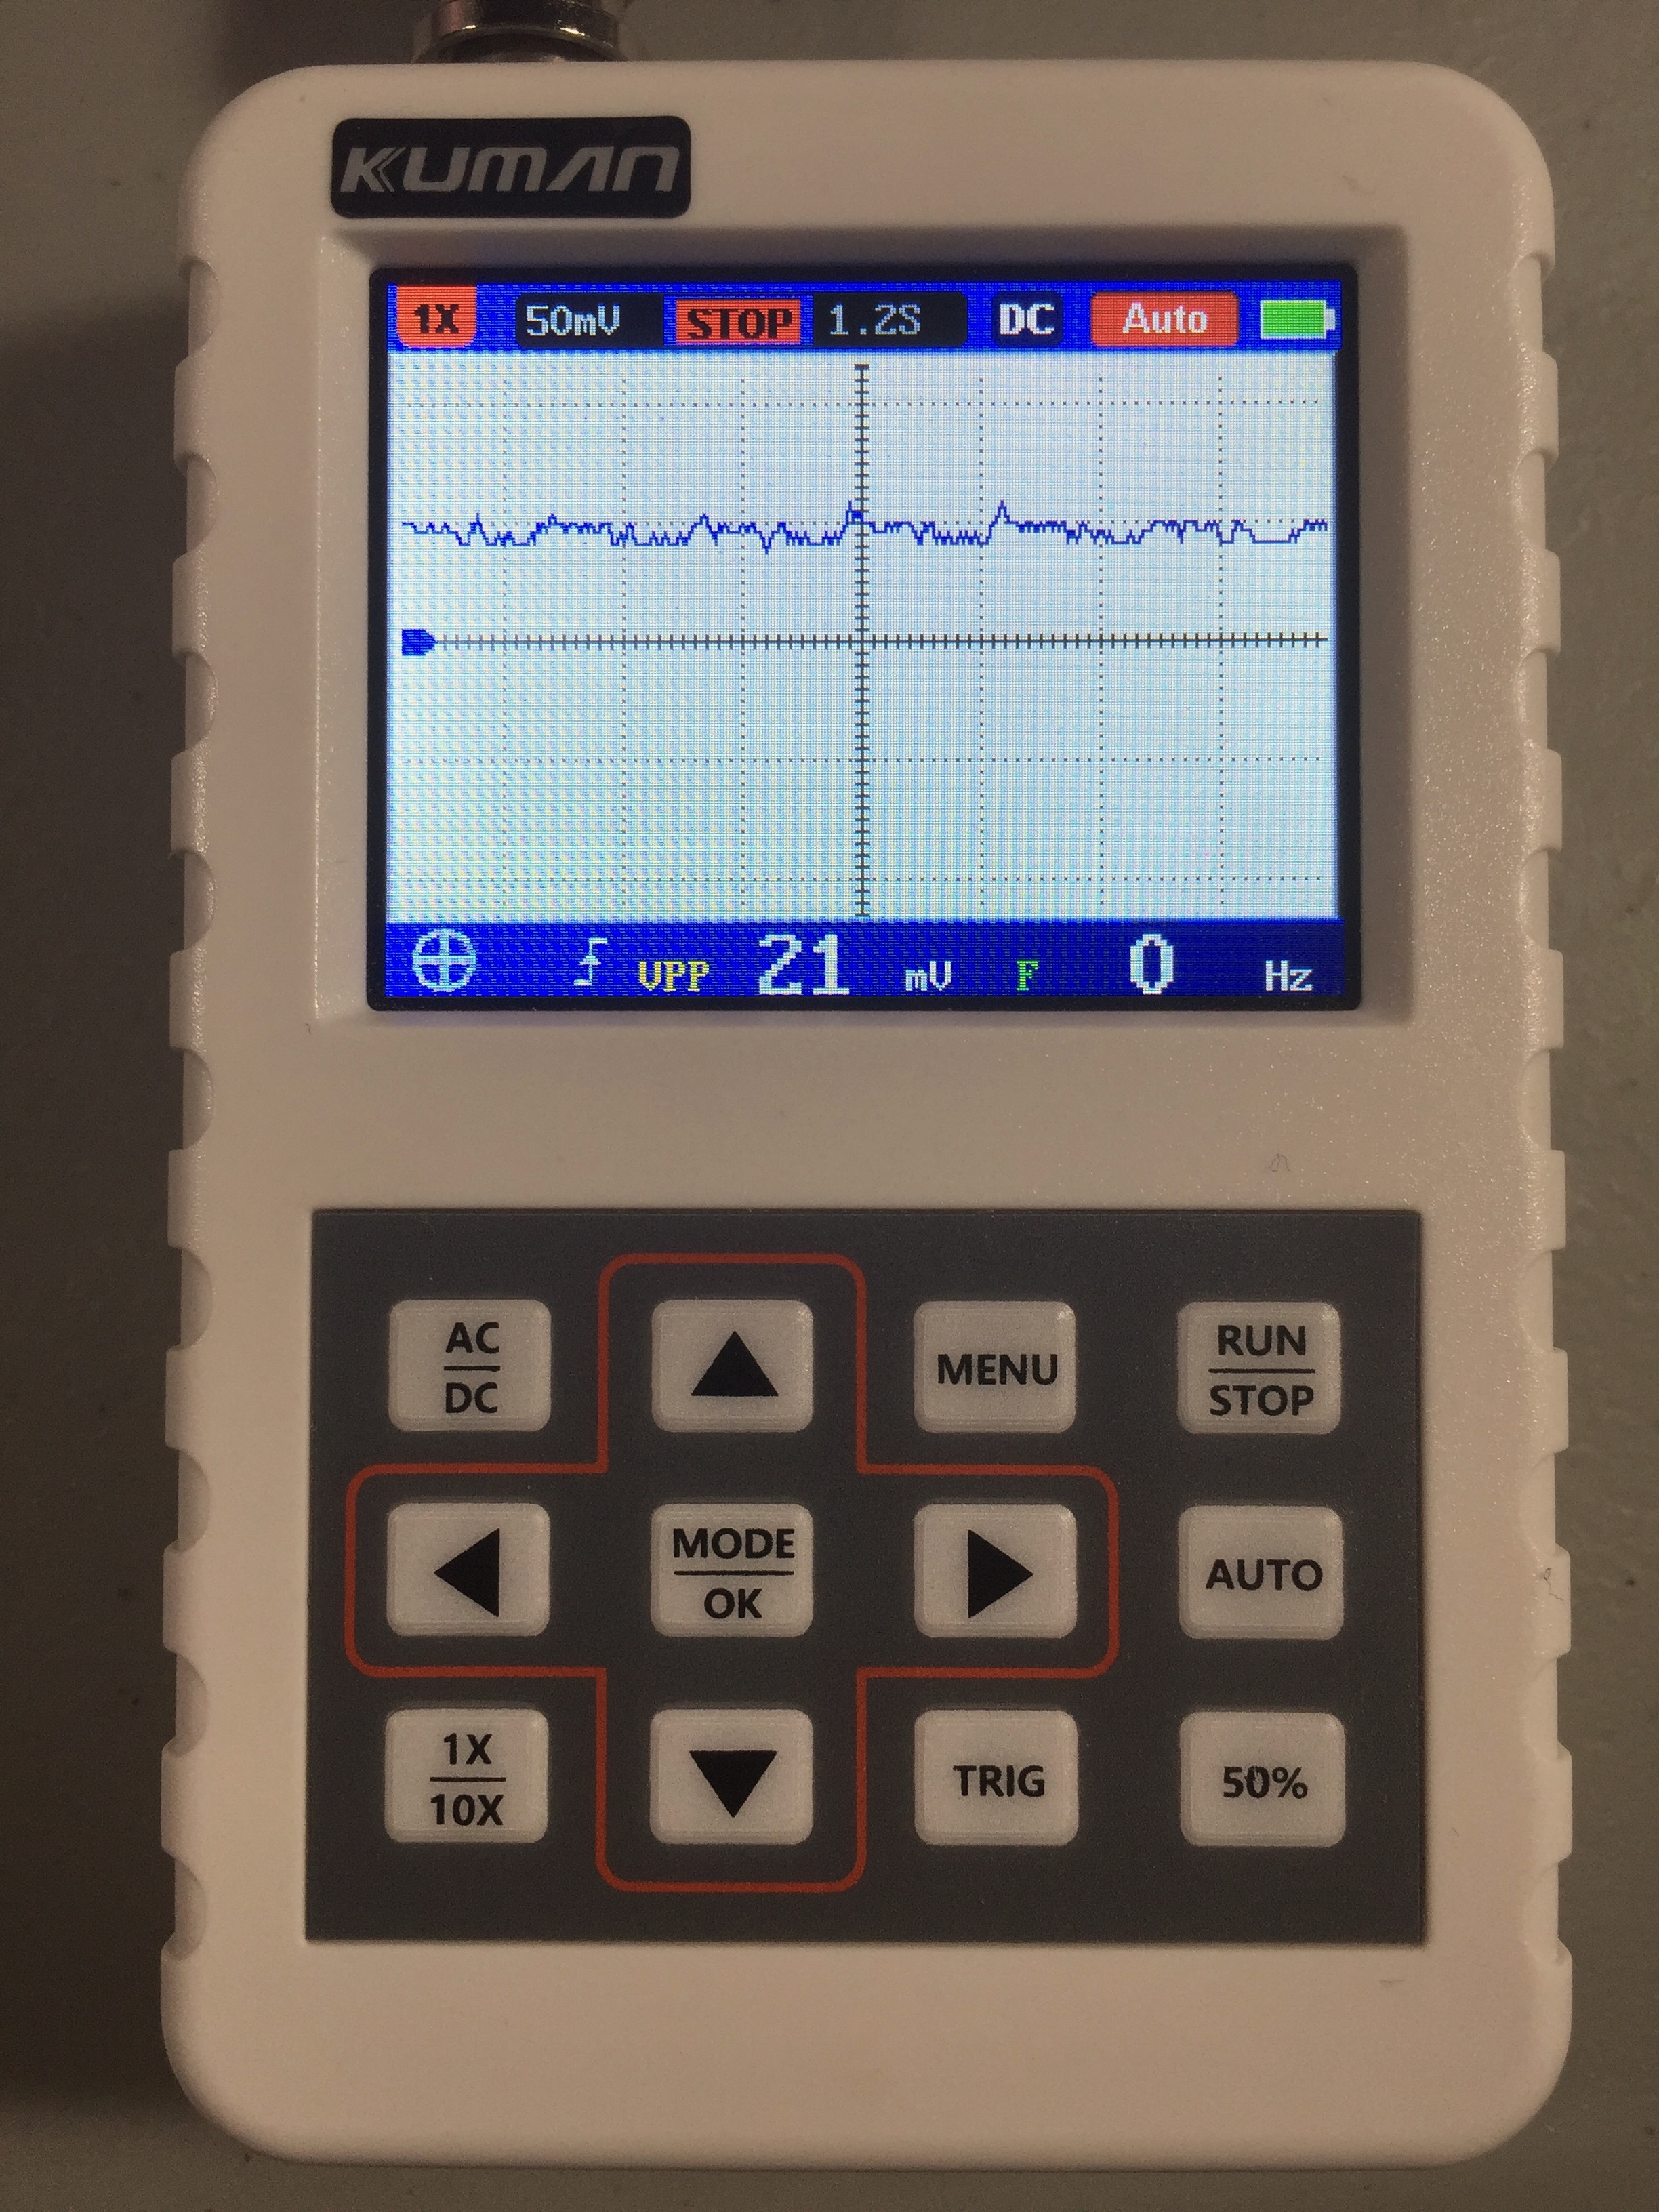 KUMAN
1X 50mV STOP 1.2S DC Auto
VPP 21 mV F 0 Hz
AC
DC
MENU
RUN
STOP
MODE
OK
AUTO
1X
10X
TRIG
50%